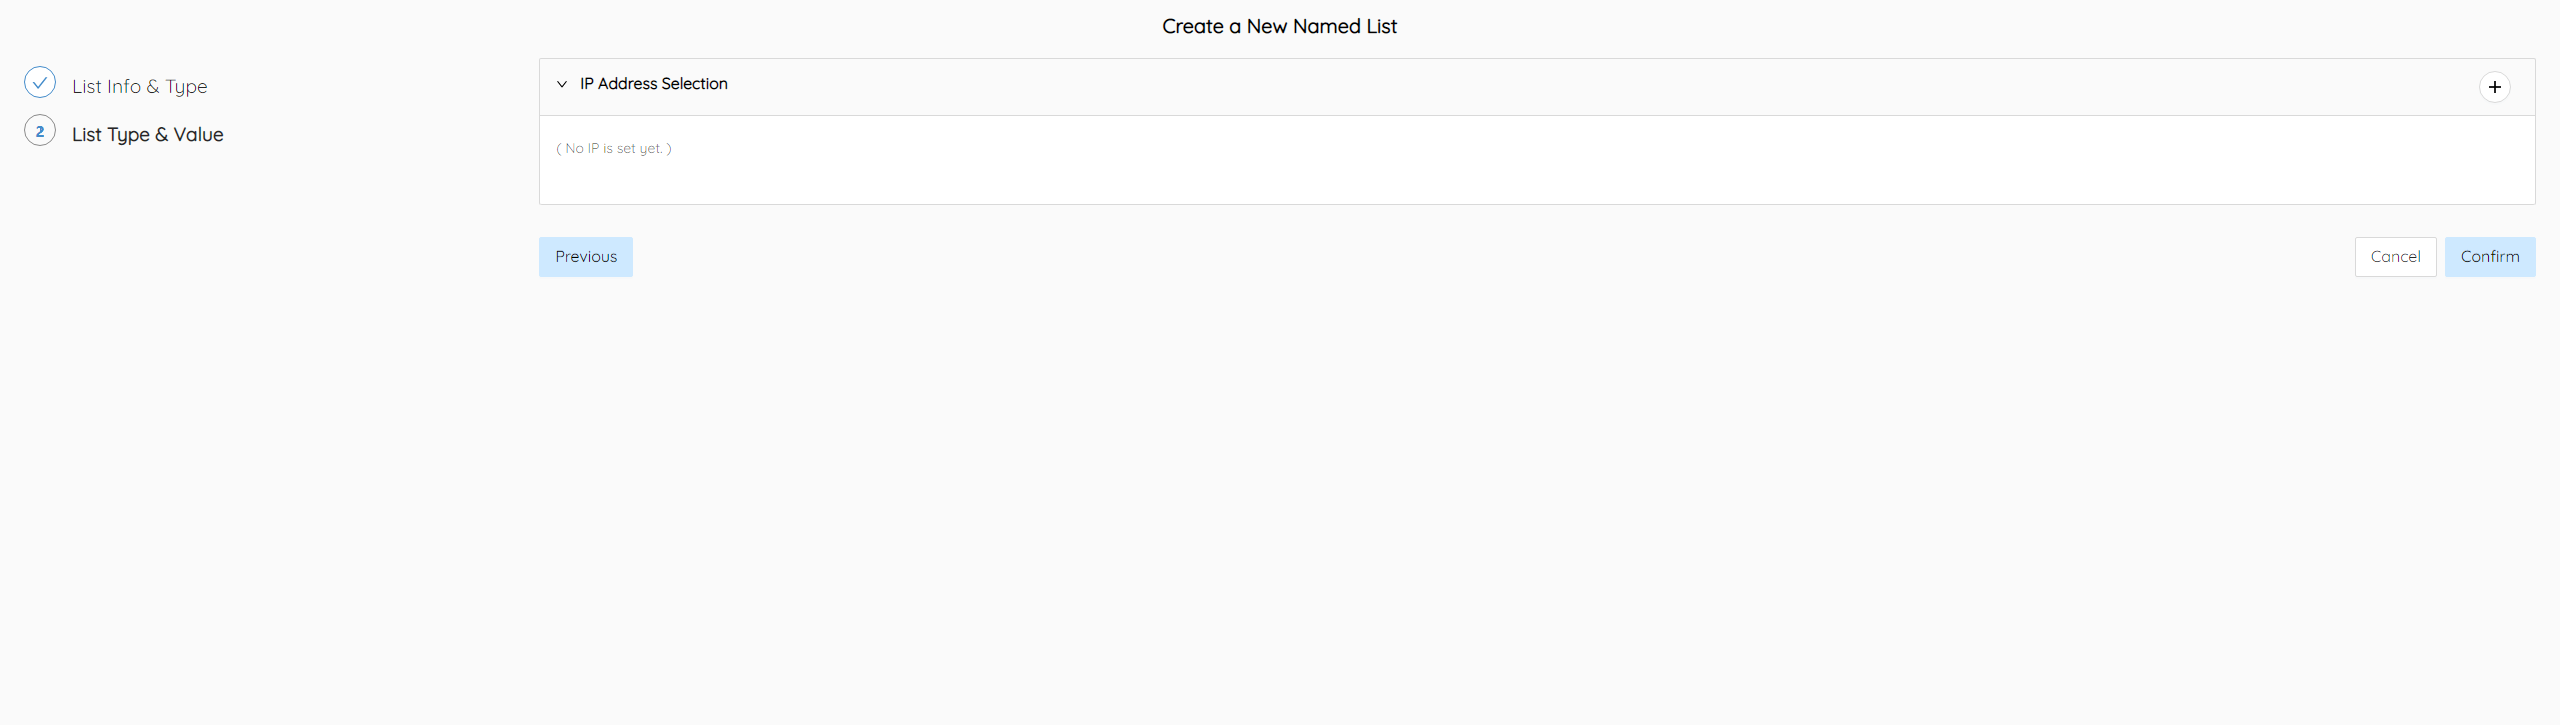 Create a New Named List
List Info & Type
2 List Type & Value
IP Address Selection
( No IP is set yet. )
Previous
Cancel
Confirm